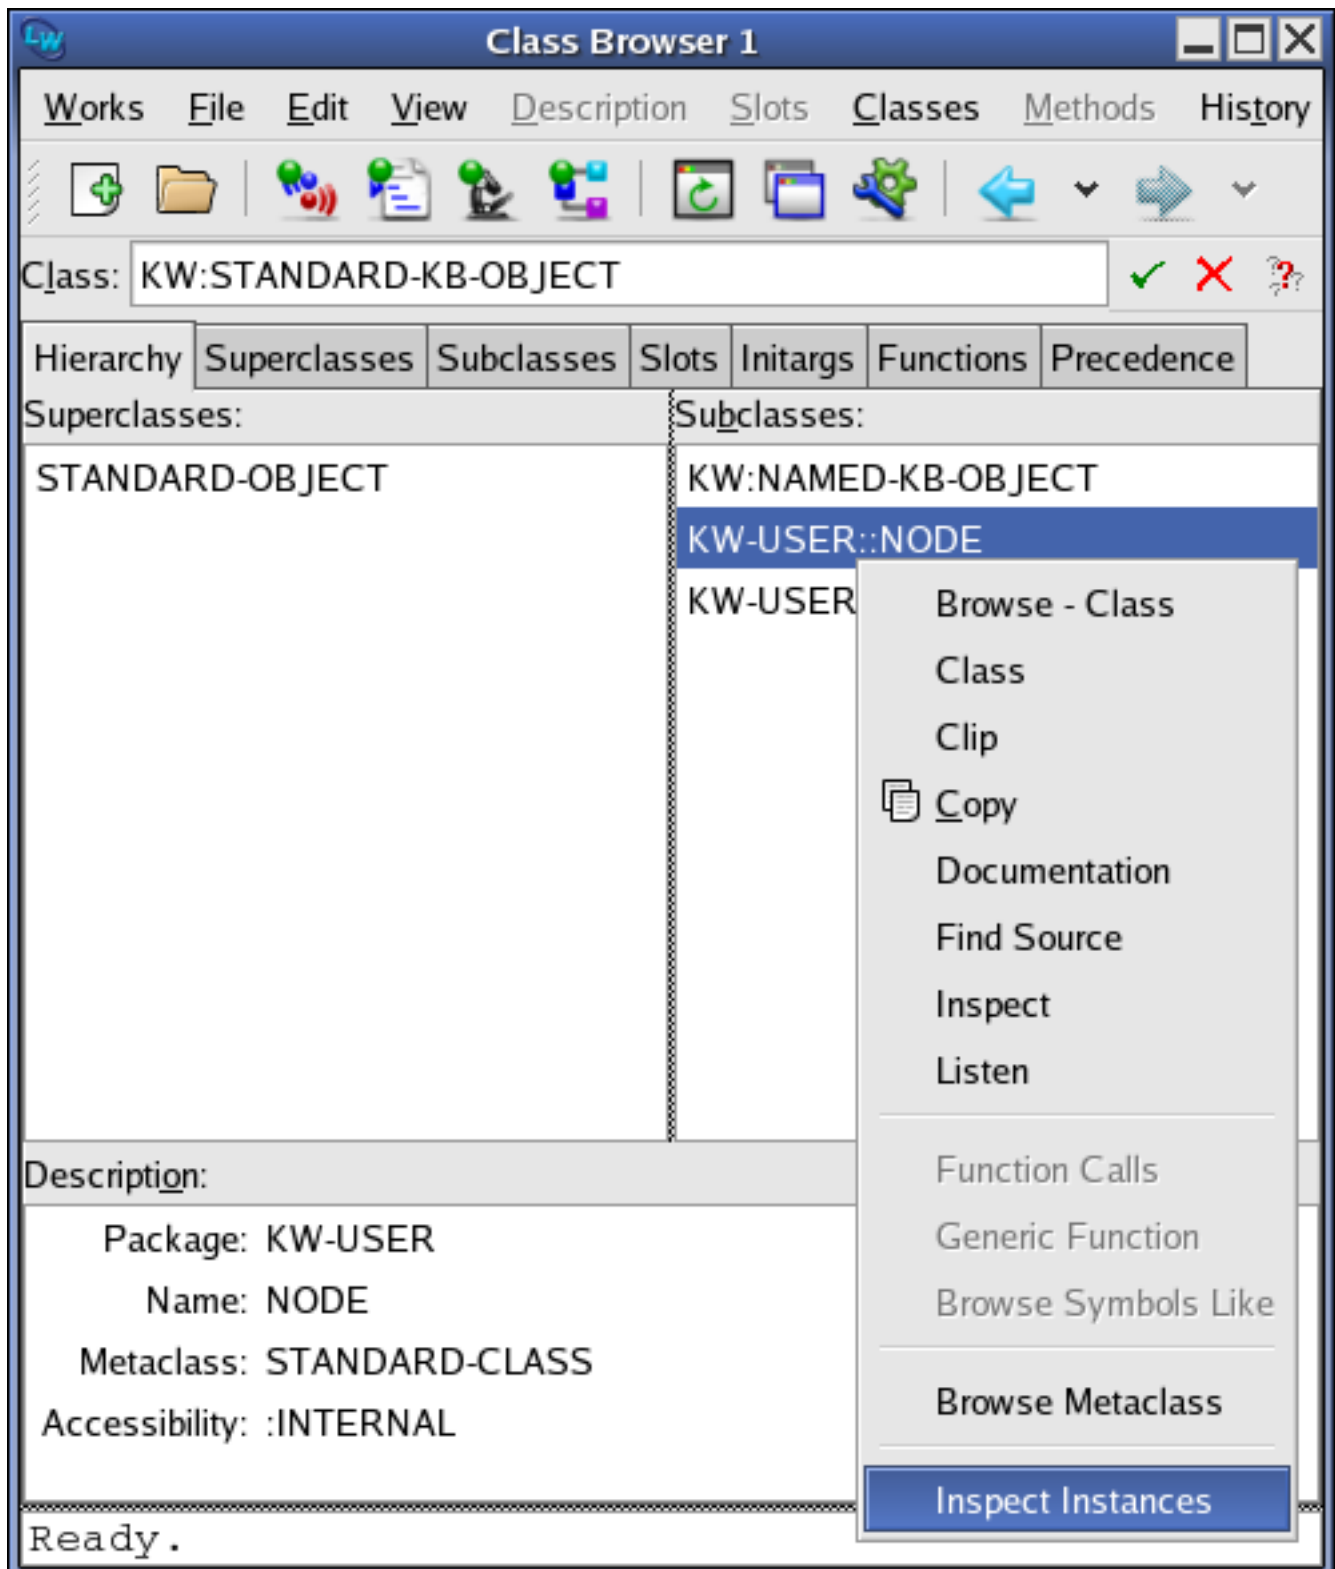 LW
Class Browser 1
Works File Edit View Description Slots Classes Methods History
Class: KW:STANDARD-KB-OBJECT
Hierarchy Superclasses Subclasses Slots Initargs Functions Precedence
Superclasses:
STANDARD-OBJECT
Subclasses:
KW:NAMED-KB-OBJECT
KW-USER::NODE
KW-USER
Browse - Class
Class
Clip
Copy
Documentation
Find Source
Inspect
Listen
Function Calls
Generic Function
Browse Symbols Like
Browse Metaclass
Inspect Instances
Description:
Package: KW-USER
Name: NODE
Metaclass: STANDARD-CLASS
Accessibility: :INTERNAL
Ready.